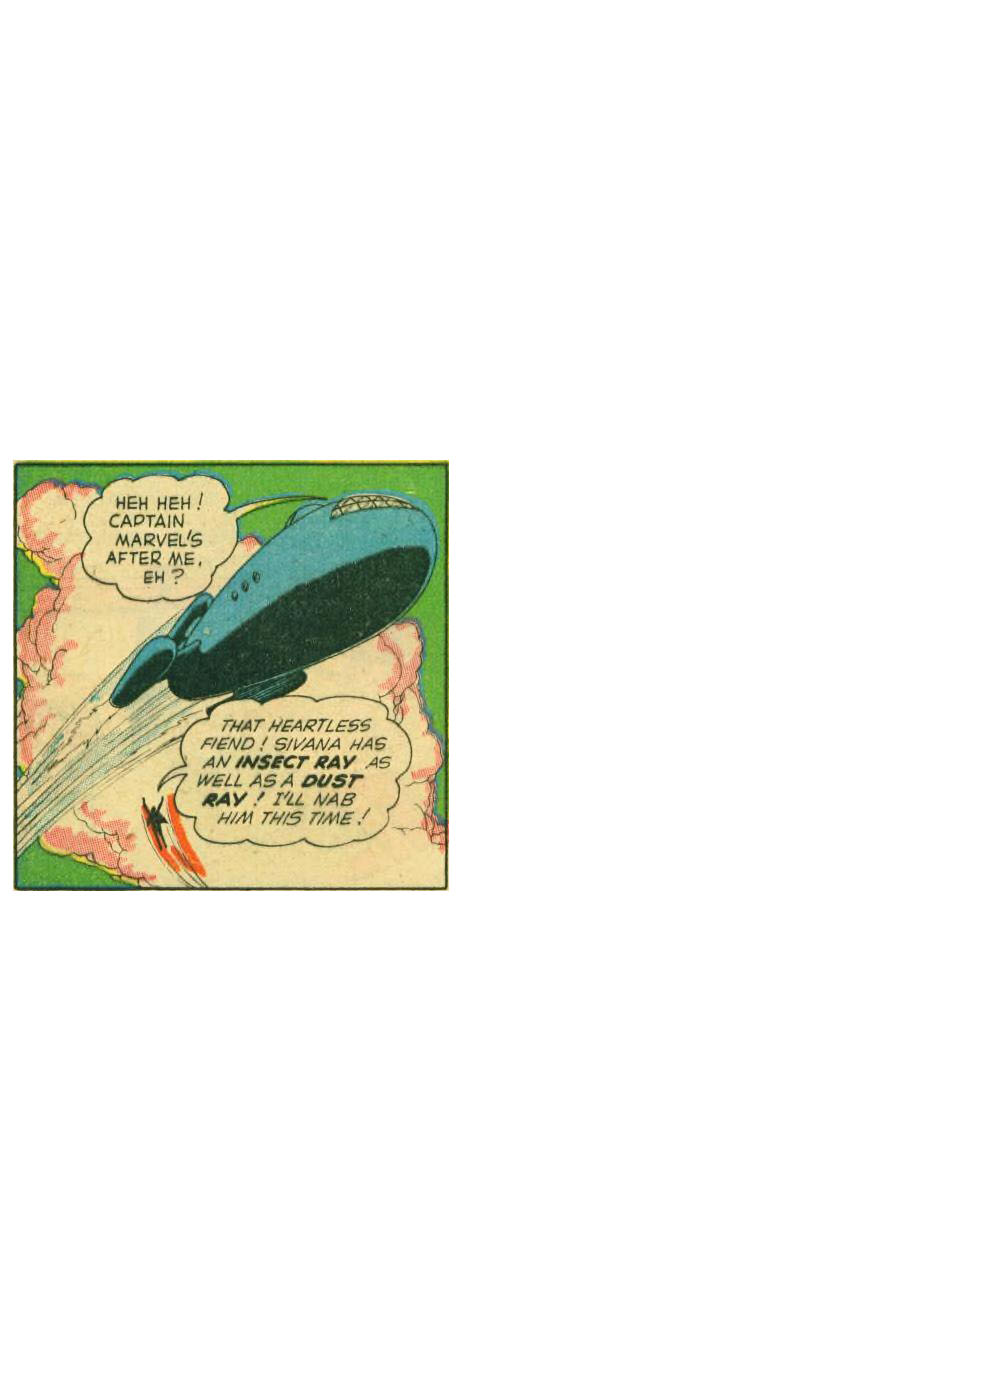 HEH HEH!
CAPTAIN
MARVEL'S
AFTER ME,
EH?
THAT HEARTLESS
FIEND! SIVANA HAS
AN INSECT RAY AS
WELL AS A DUST
RAY! I'LL NAB
HIM THIS TIME!